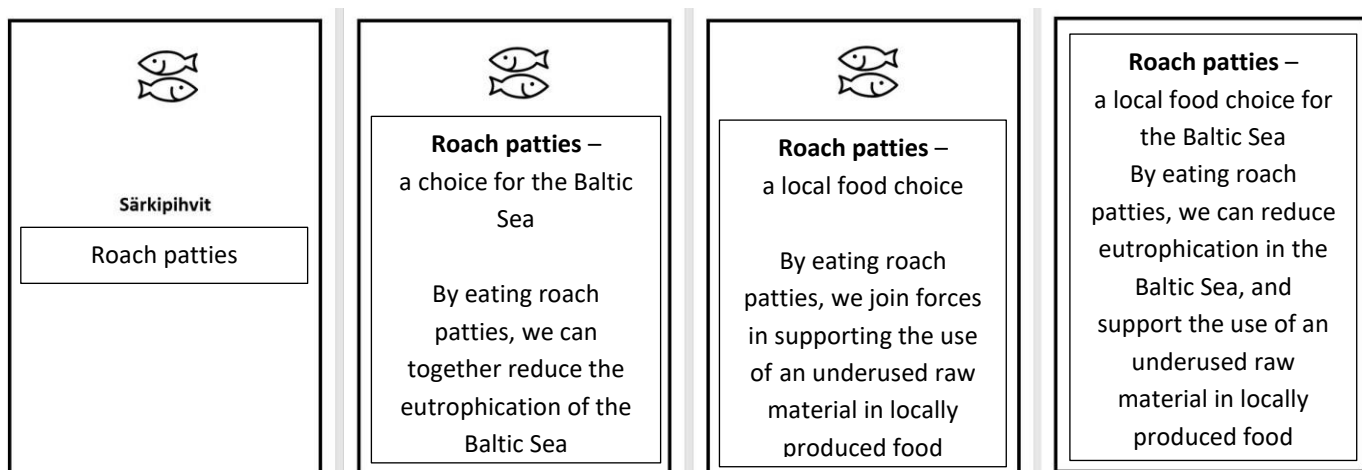 Särkipihvit
Roach patties
Roach patties –
a choice for the Baltic
Sea
By eating roach
patties, we can
together reduce the
eutrophication of the
Baltic Sea
Roach patties –
a local food choice
By eating roach
patties, we join forces
in supporting the use
of an underused raw
material in locally
produced food
Roach patties –
a local food choice for
the Baltic Sea
By eating roach
patties, we can reduce
eutrophication in the
Baltic Sea, and
support the use of an
underused raw
material in locally
produced food